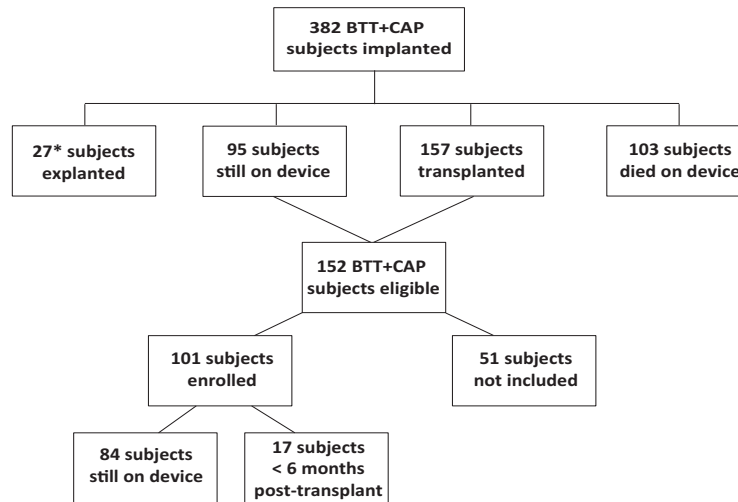 382 BTT+CAP
subjects implanted
27* subjects
explanted
95 subjects
still on device
157 subjects
transplanted
103 subjects
died on device
152 BTT+CAP
subjects eligible
101 subjects
enrolled
51 subjects
not included
84 subjects
still on device
17 subjects
< 6 months
post-transplant